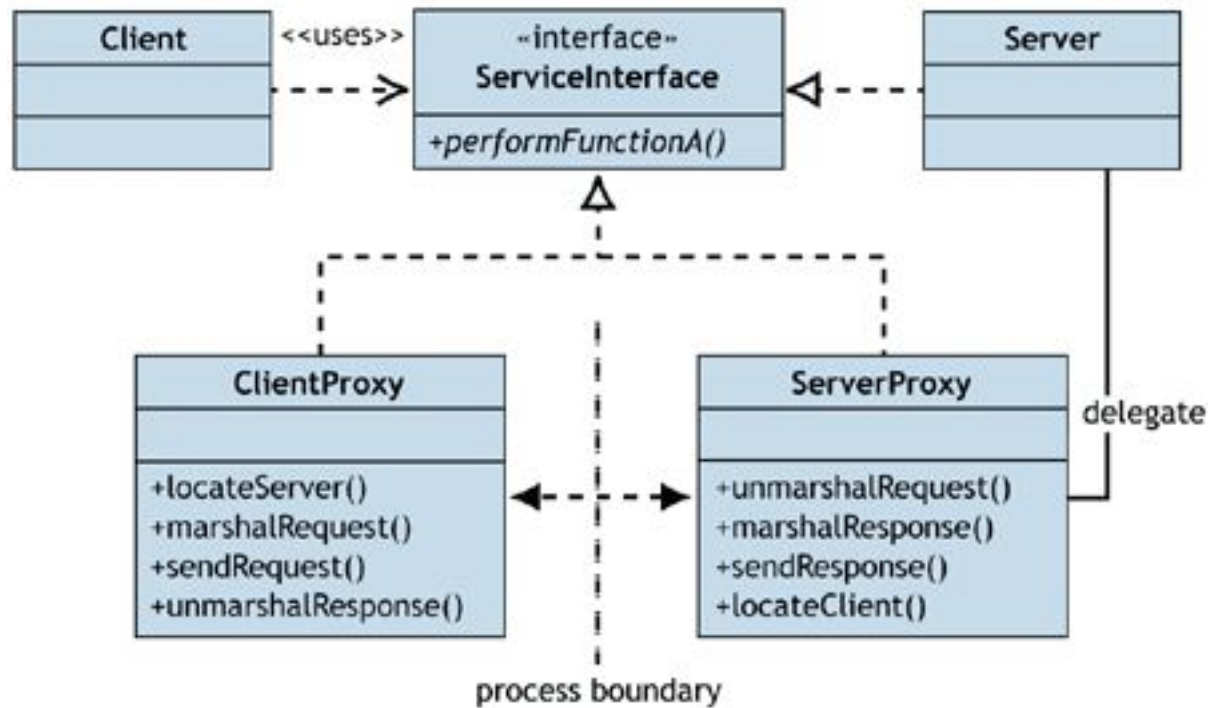 Client
<<uses>>
«interface»
ServiceInterface
+performFunctionA()
Server
ClientProxy
+locateServer()
+marshalRequest()
+sendRequest()
+unmarshalResponse()
ServerProxy
+unmarshalRequest()
+marshalResponse()
+sendResponse()
+locateClient()
delegate
process boundary